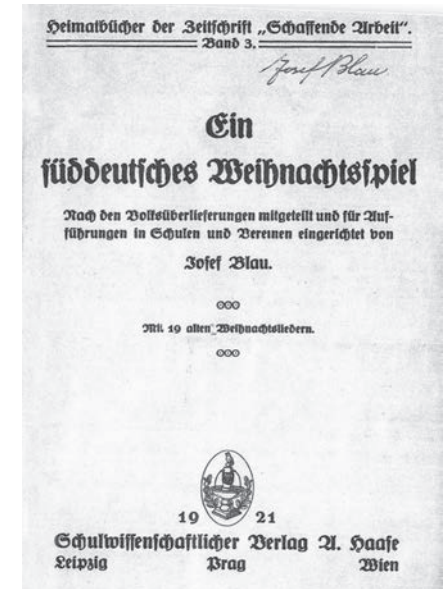 Heimatbücher der Zeitschrift „Schaffende Arbeit“.
Band 3.
Josef Blau
Ein
süddeutsches Weihnachtsspiel
Nach den Volksüberlieferungen mitgeteilt und für Auf-
führungen in Schulen und Vereinen eingerichtet von
Josef Blau.
Mit 19 alten Weihnachtsliedern.
19 21
Schulwissenschaftlicher Verlag A. Haase
Leipzig Prag Wien